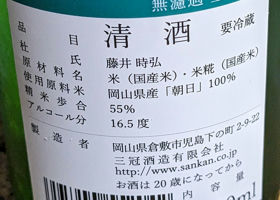 無濾過
清酒
要冷蔵
杜氏 藤井 時弘
原材料名 米(国産米)・米糀(国産米)
使用原料米 岡山県産「朝日」100%
精米歩合 55%
アルコール分 16.5度
製造者 岡山県倉敷市児島下の町2-9-22
三冠酒造有限会社
http://www.sankan.co.jp
お酒は20歳になってから
内容量
0ml